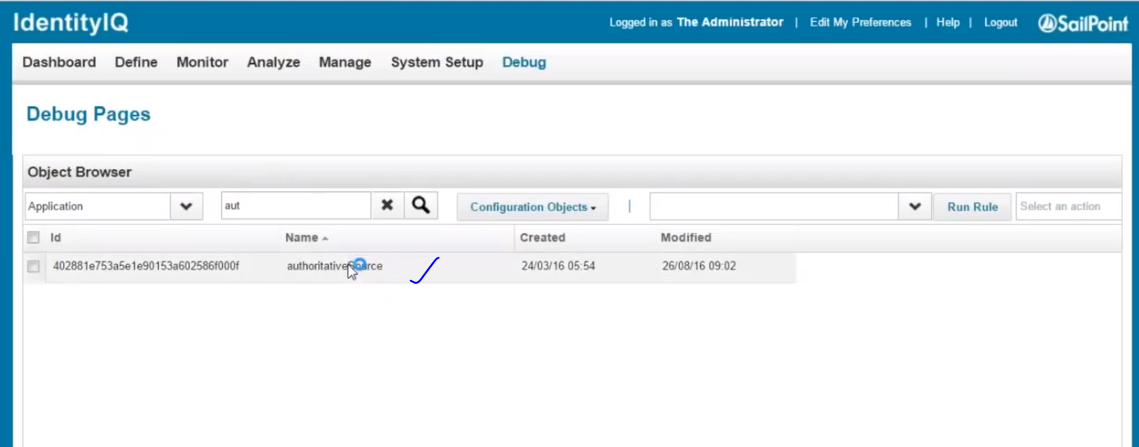 IdentityIQ
Logged in as The Administrator | Edit My Preferences | Help | Logout SailPoint
Dashboard Define Monitor Analyze Manage System Setup Debug
Debug Pages
Object Browser
Application aut Configuration Objects | Run Rule Select an action
Id Name Created Modified
402881e753a5e1e90153a602586f000f authoritativeSource 24/03/16 05:54 26/08/16 09:02